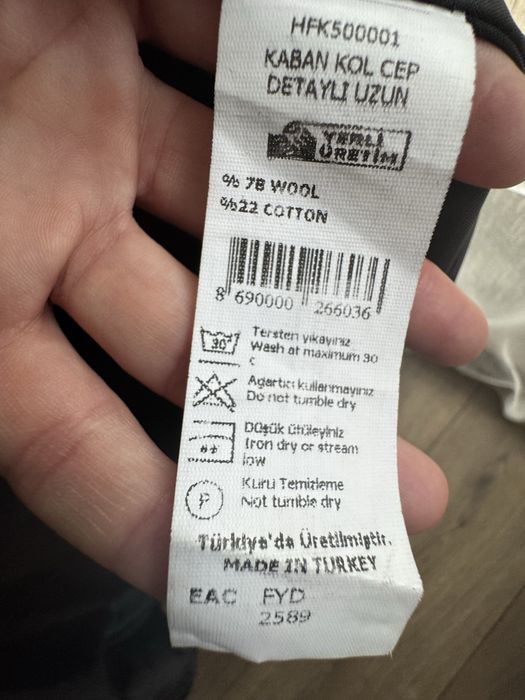 HFK500001
KABAN KOL CEP
DETAYLI UZUN
YERLİ
ÜRETİM
% 78 WOOL
%22 COTTON
8 690000 266036
30°
Tersten yıkayınız
Wash at maximum 30
c
Agartıcı kullanmayınız
Do not tumble dry
Düşük ütüleyiniz
Iron dry or stream
low
P
Kuru Temizleme
Not tumble dry
Türkiye'de Üretilmiştir.
MADE IN TURKEY
EAC FYD
2589